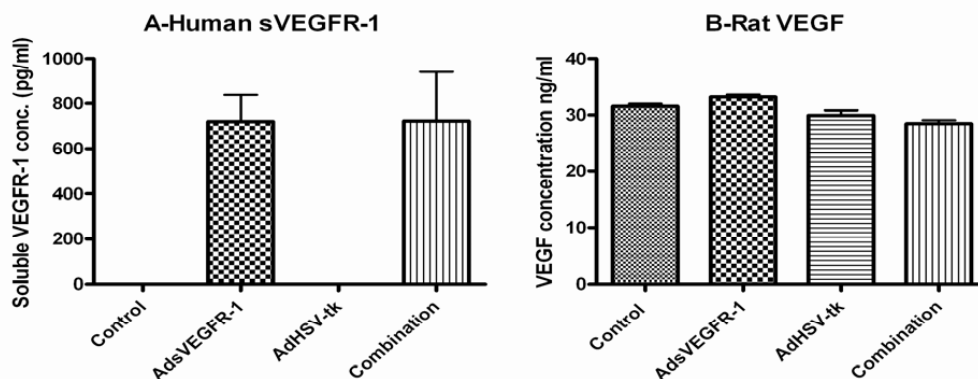 A-Human sVEGFR-1
Soluble VEGFR-1 conc. (pg/ml)
1000
800
600
400
200
0
Control
AdsVEGFR-1
AdHSV-tk
Combination
B-Rat VEGF
VEGF concentration ng/ml
40
30
20
10
0
Control
AdsVEGFR-1
AdHSV-tk
Combination